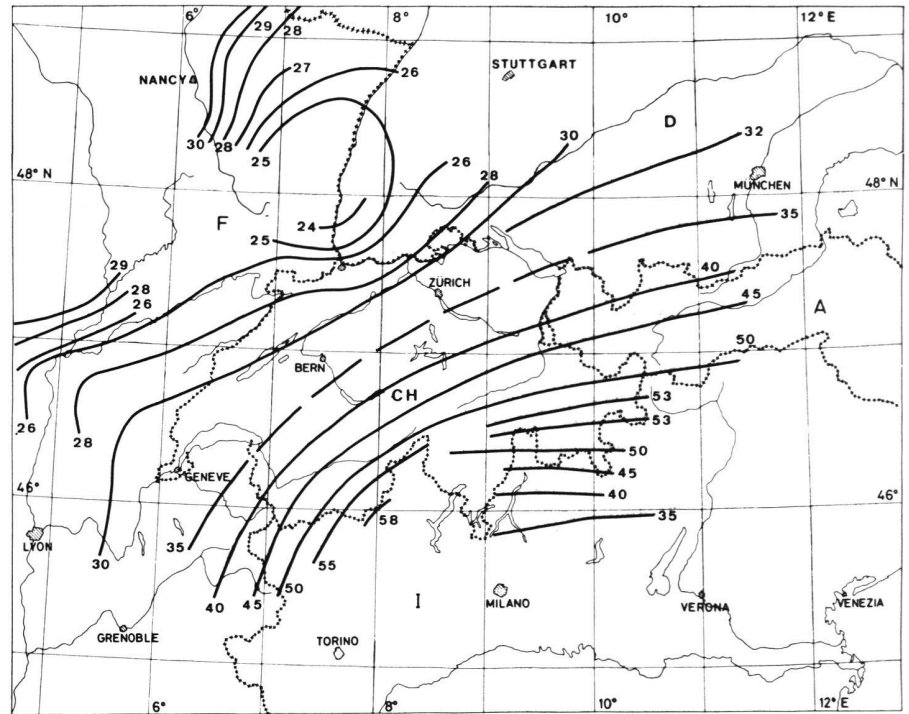 6° 8° 10° 12° E
29 28
NANCY 27 26 STUTTGART
30 28 25 D 30 32
26 28
48° N MÜNCHEN 48° N
F 24 35
25
29 40
28 ZÜRICH 45
26 A
BERN 50
CH 53
26 53
28 50
GENEVE 45
46° 40 46°
58 35
LYON 35
30 55
40 45 50 I MILANO VERONA VENEZIA
GRENOBLE TORINO
6° 8° 10° 12° E